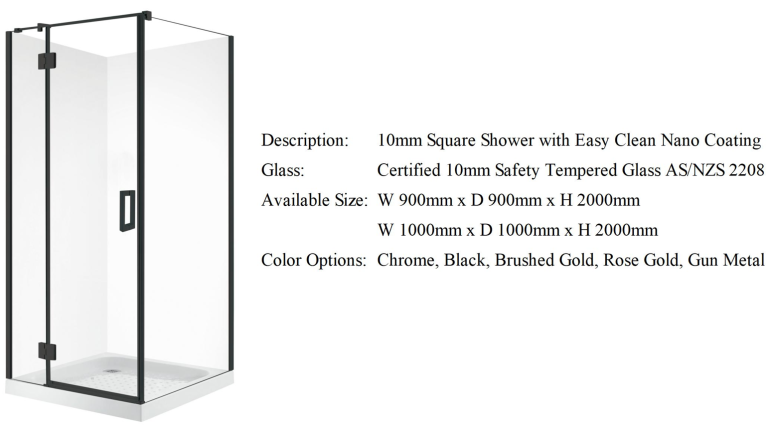 Description: 10mm Square Shower with Easy Clean Nano Coating
Glass: Certified 10mm Safety Tempered Glass AS/NZS 2208
Available Size: W 900mm x D 900mm x H 2000mm
W 1000mm x D 1000mm x H 2000mm
Color Options: Chrome, Black, Brushed Gold, Rose Gold, Gun Metal